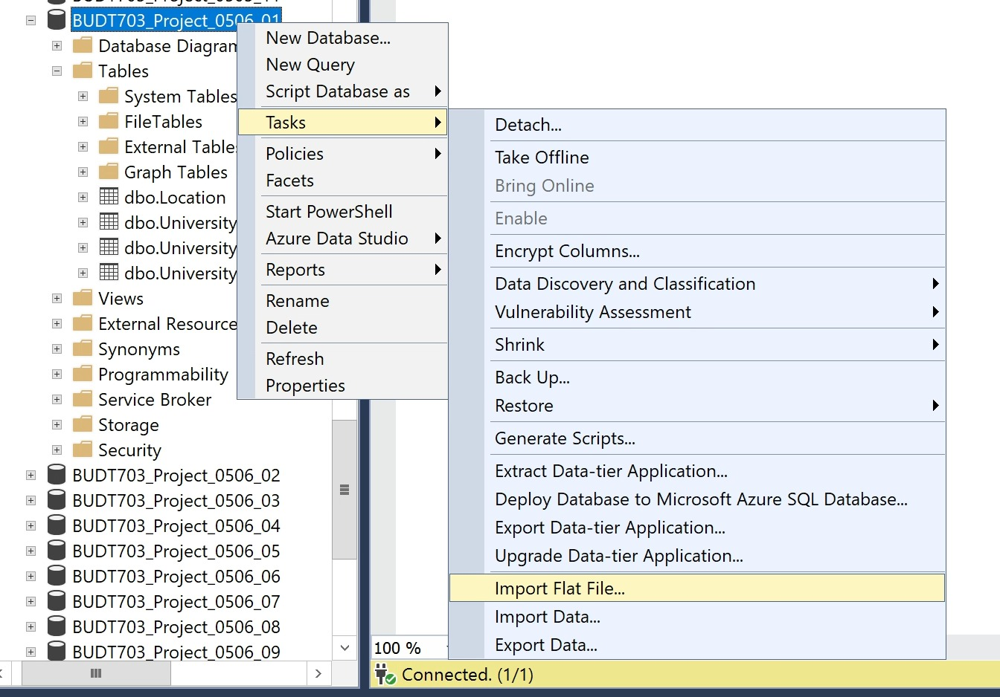 BUDT703_Project_0506_01
Database Diagram
Tables
System Tables
FileTables
External Table
Graph Tables
dbo.Location
dbo.University
dbo.University
dbo.University
Views
External Resource
Synonyms
Programmability
Service Broker
Storage
Security
BUDT703_Project_0506_02
BUDT703_Project_0506_03
BUDT703_Project_0506_04
BUDT703_Project_0506_05
BUDT703_Project_0506_06
BUDT703_Project_0506_07
BUDT703_Project_0506_08
BUDT703_Project_0506_09
New Database...
New Query
Script Database as
Tasks
Policies
Facets
Start PowerShell
Azure Data Studio
Reports
Rename
Delete
Refresh
Properties
Detach...
Take Offline
Bring Online
Enable
Encrypt Columns...
Data Discovery and Classification
Vulnerability Assessment
Shrink
Back Up...
Restore
Generate Scripts...
Extract Data-tier Application...
Deploy Database to Microsoft Azure SQL Database...
Export Data-tier Application...
Upgrade Data-tier Application...
Import Flat File...
Import Data...
Export Data...
100 %
Connected. (1/1)